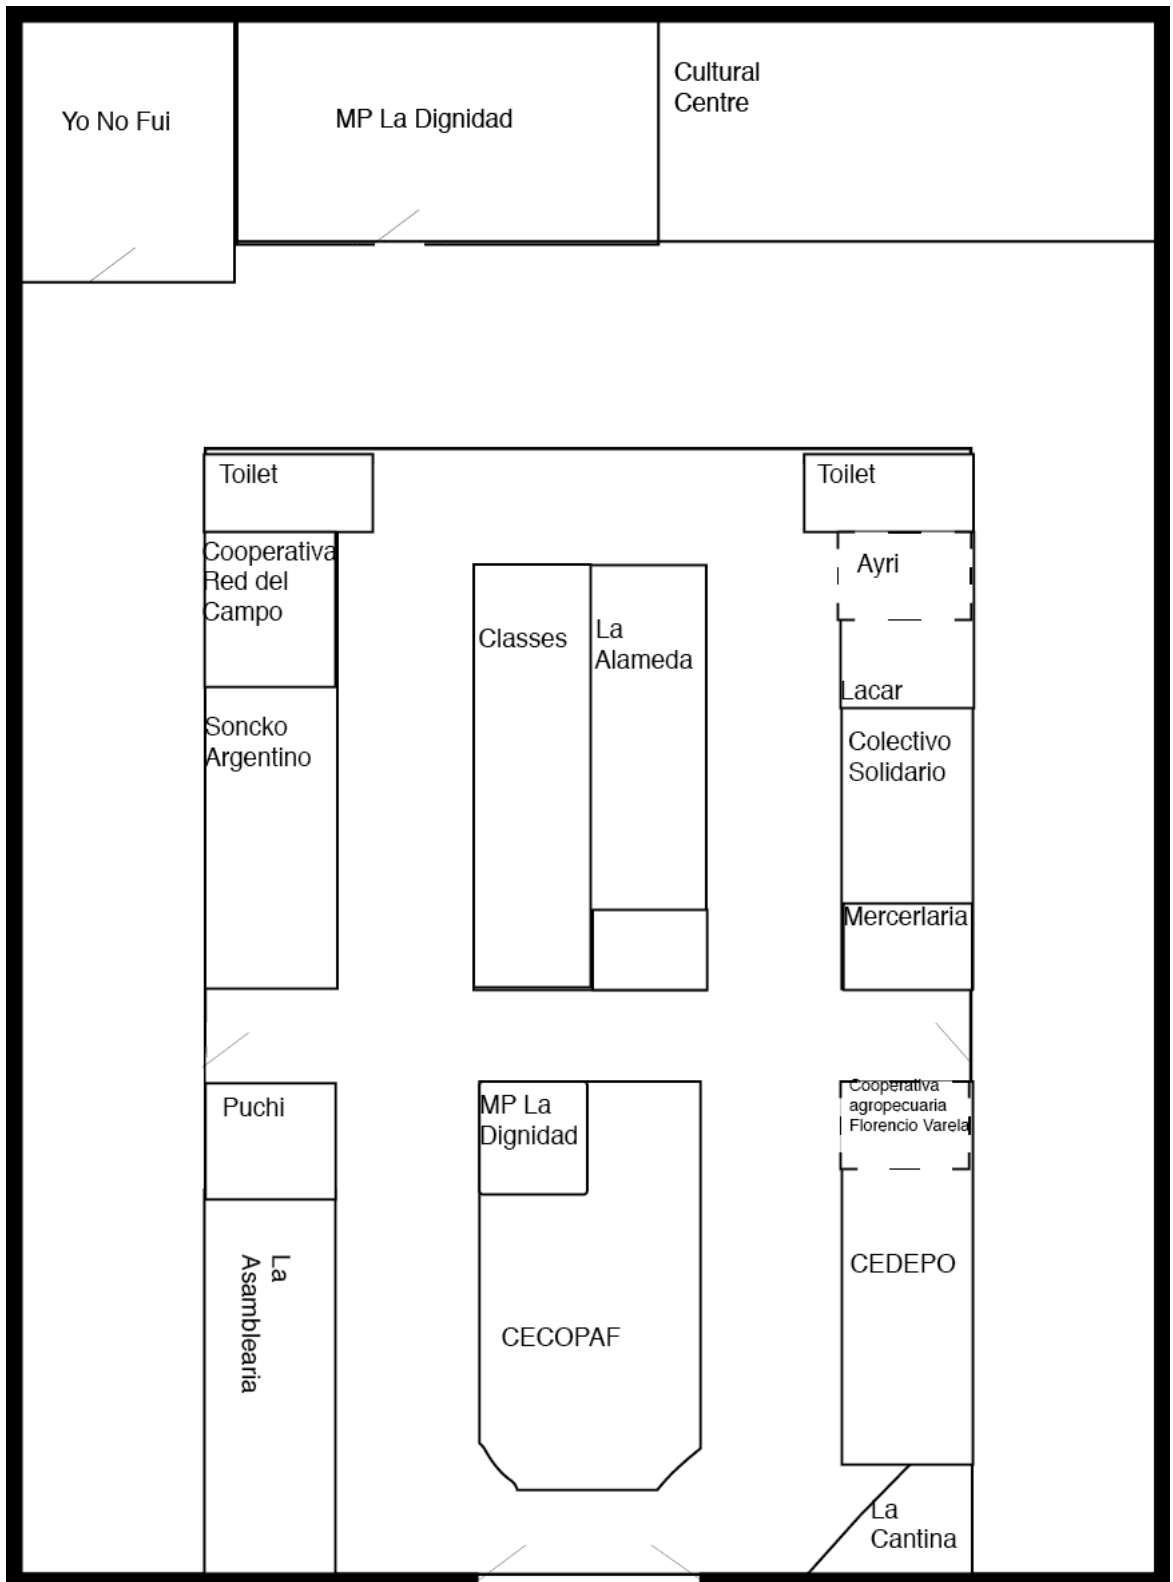 Yo No Fui
MP La Dignidad
Cultural
Centre
Toilet
Toilet
Cooperativa
Red del
Campo
Ayri
Classes
La
Alameda
Lacar
Soncko
Argentino
Colectivo
Solidario
Mercerlaria
Puchi
MP La
Dignidad
Cooperativa
agropecuaria
Florencio Varela
La
Asamblearia
CEDEPO
CECOPAF
La
Cantina